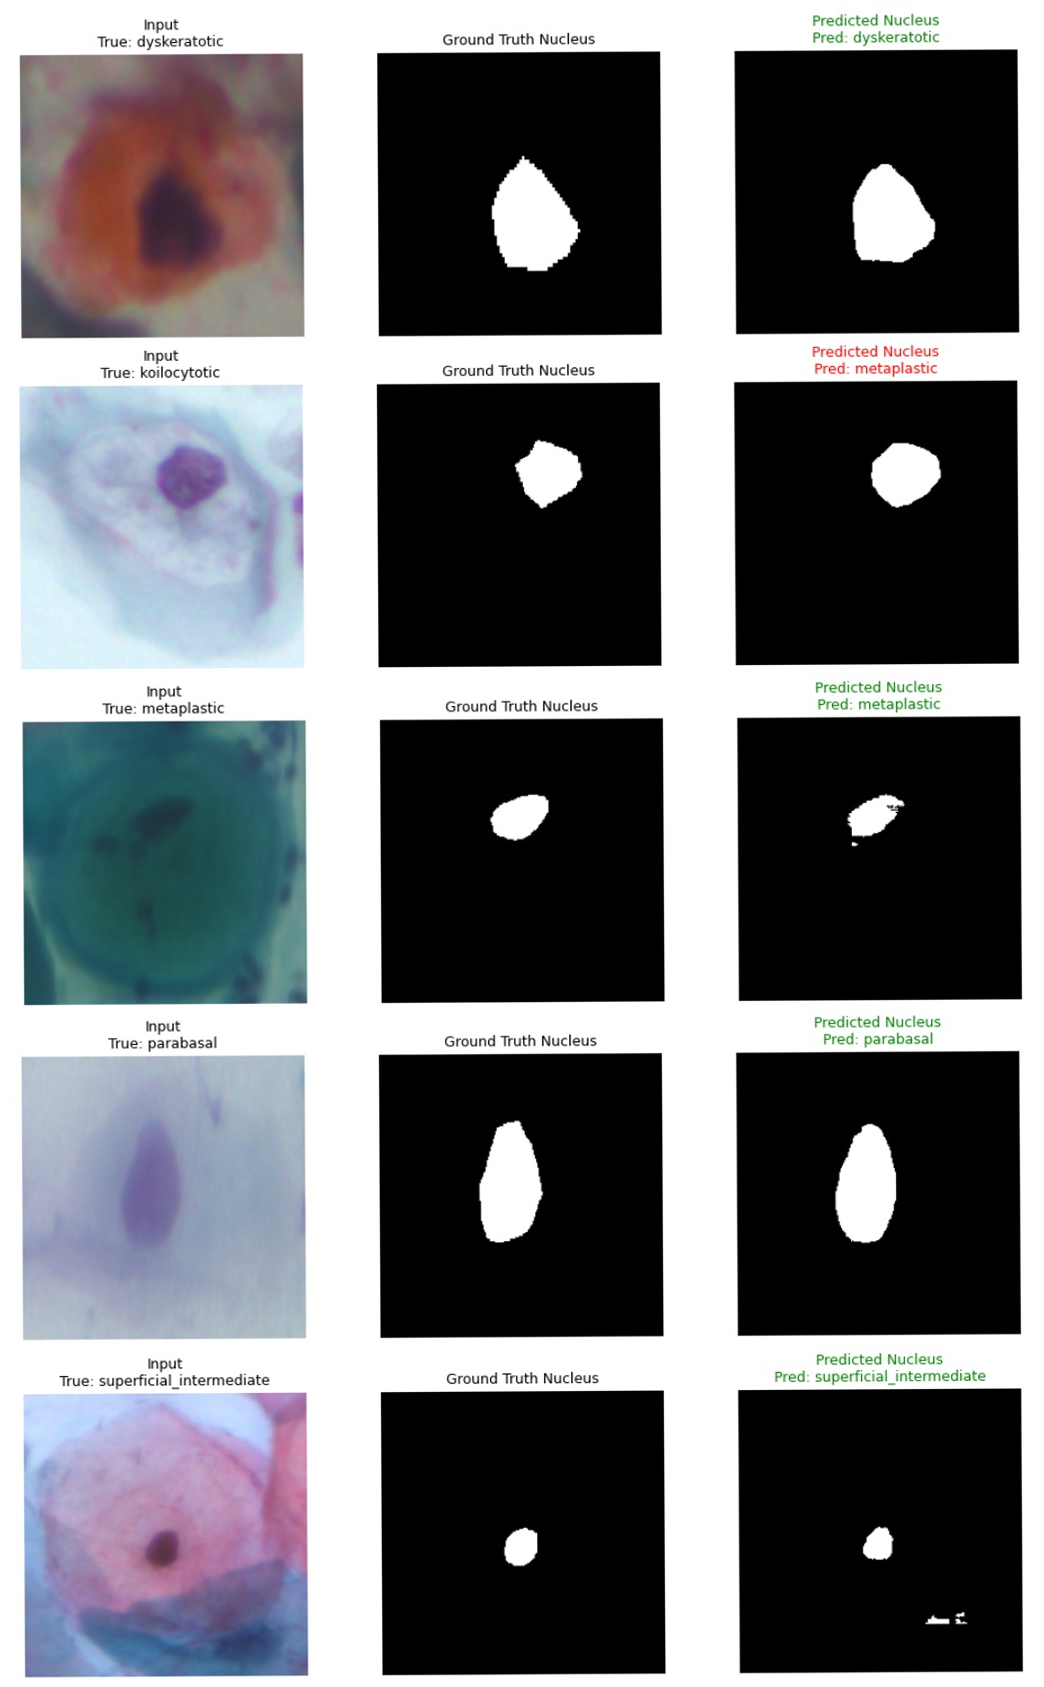 Input
True: dyskeratotic
Ground Truth Nucleus
Predicted Nucleus
Pred: dyskeratotic
Input
True: koilocytotic
Ground Truth Nucleus
Predicted Nucleus
Pred: metaplastic
Input
True: metaplastic
Ground Truth Nucleus
Predicted Nucleus
Pred: metaplastic
Input
True: parabasal
Ground Truth Nucleus
Predicted Nucleus
Pred: parabasal
Input
True: superficial_intermediate
Ground Truth Nucleus
Predicted Nucleus
Pred: superficial_intermediate